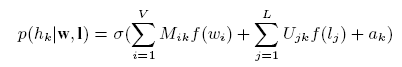 p(h_k|w, l) = σ(∑_{i=1}^{V} M_{ik} f(w_i) + ∑_{j=1}^{L} U_{jk} f(l_j) + a_k)